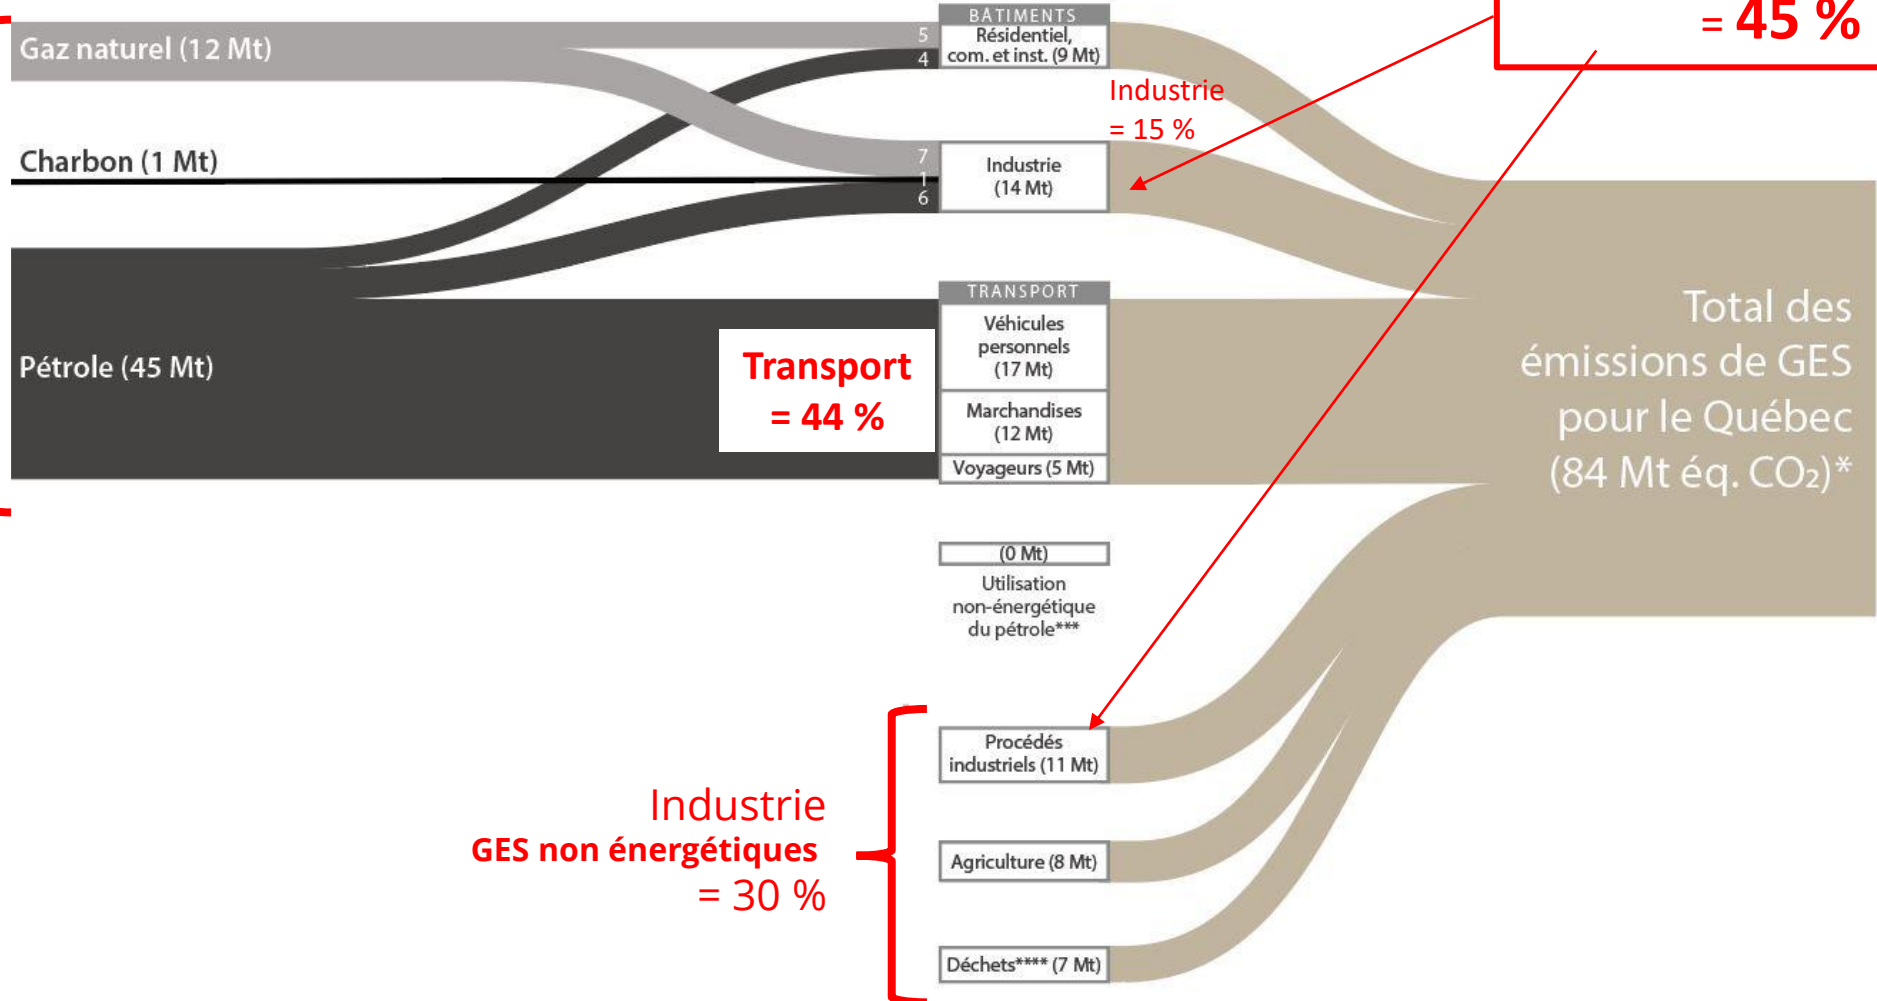 Gaz naturel (12 Mt)
Charbon (1 Mt)
Pétrole (45 Mt)
5
4
BÂTIMENTS
Résidentiel,
com. et inst. (9 Mt)
Industrie
= 15 %
= 45 %
7
1
6
Industrie
(14 Mt)
Transport
= 44 %
TRANSPORT
Véhicules
personnels
(17 Mt)
Marchandises
(12 Mt)
Voyageurs (5 Mt)
Total des
émissions de GES
pour le Québec
(84 Mt éq. CO₂)*
(0 Mt)
Utilisation
non-énergétique
du pétrole***
Industrie
GES non énergétiques
= 30 %
Procédés
industriels (11 Mt)
Agriculture (8 Mt)
Déchets**** (7 Mt)